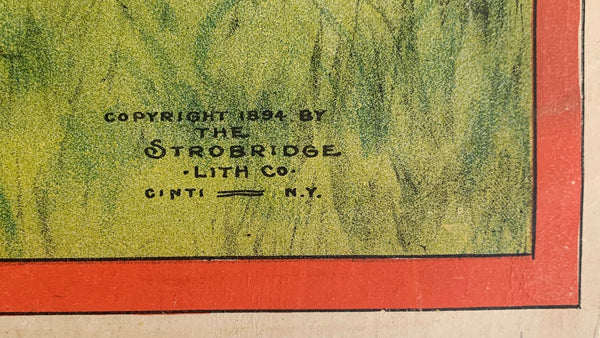 COPYRIGHT 1894 BY
THE
STROBRIDGE
·LITH CO·
CINTI ═══ N.Y.